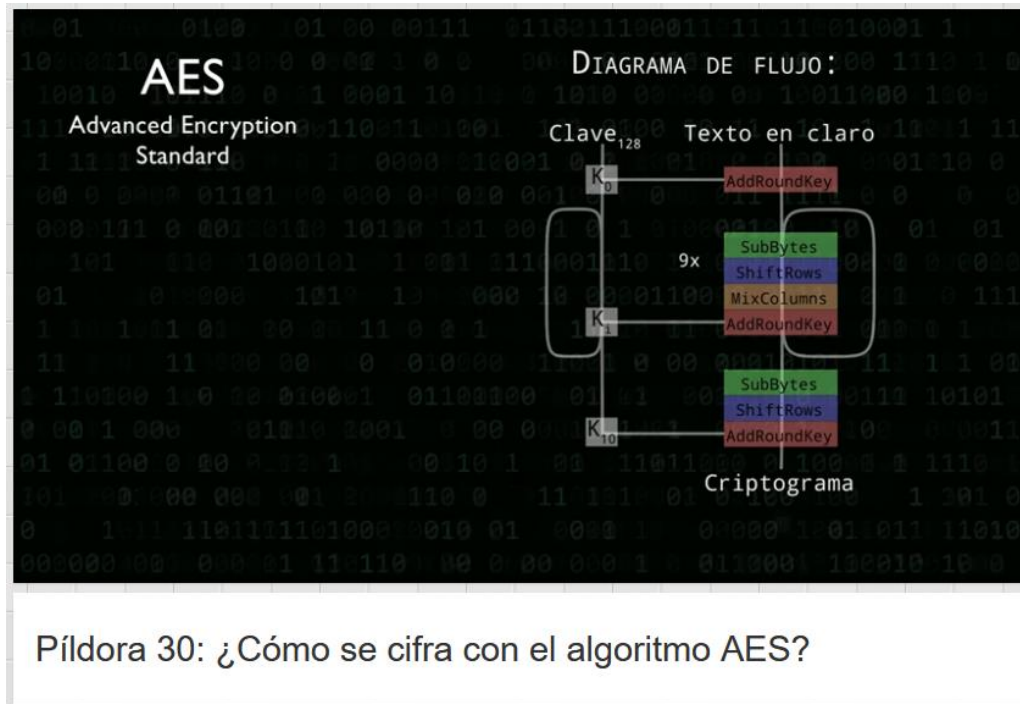 AES
Advanced Encryption
Standard
DIAGRAMA DE FLUJO:
Clave128
Texto en claro
K0
AddRoundKey
9x
SubBytes
ShiftRows
MixColumns
K1
AddRoundKey
SubBytes
ShiftRows
K10
AddRoundKey
Criptograma
Píldora 30: ¿Cómo se cifra con el algoritmo AES?